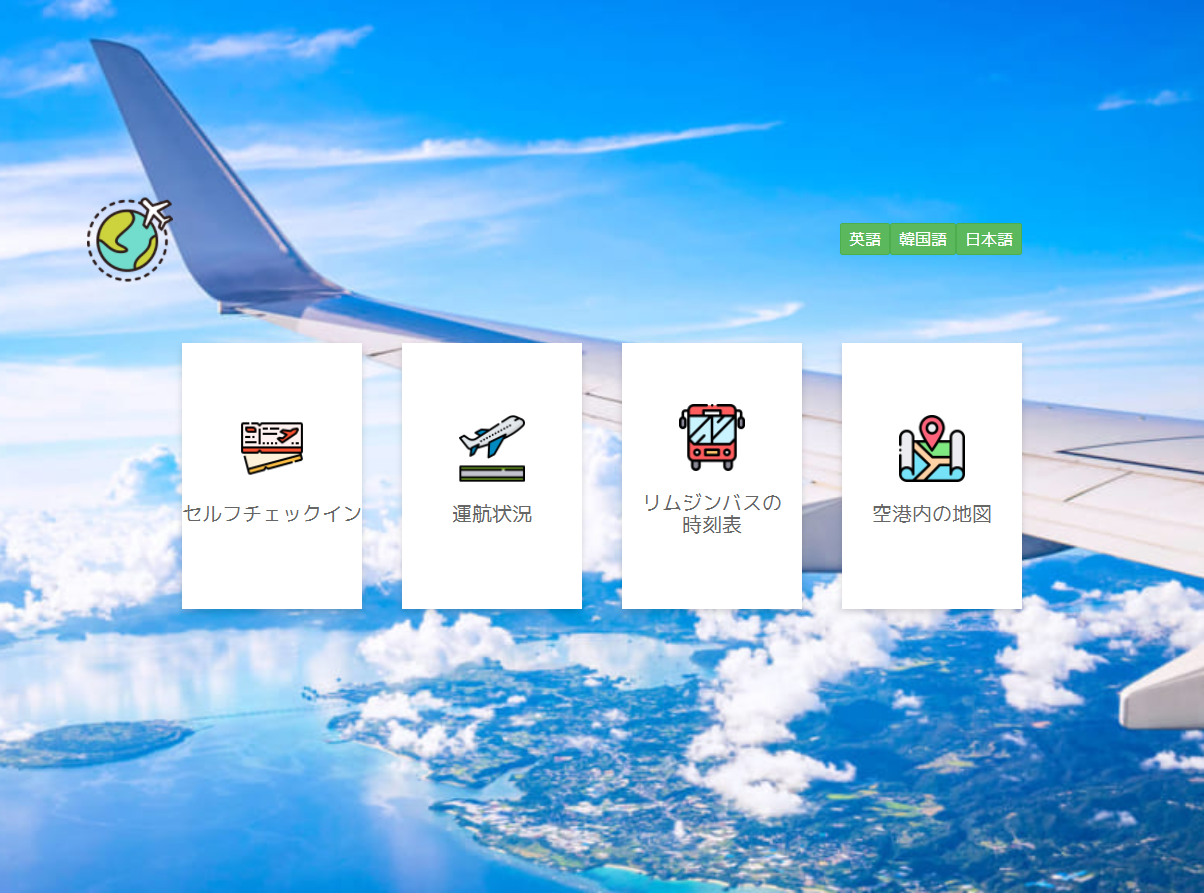 英語 韓国語 日本語
セルフチェックイン
運航状況
リムジンバスの
時刻表
空港内の地図